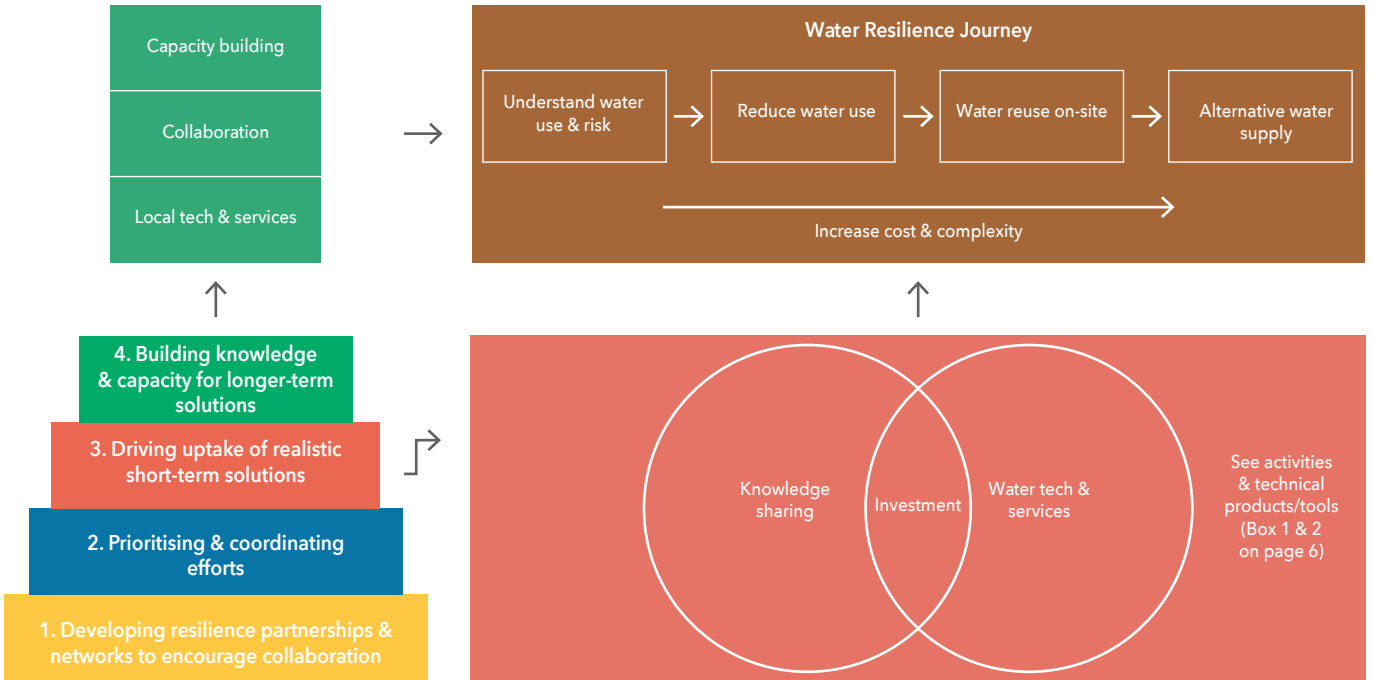 Capacity building
Collaboration
Local tech & services
Water Resilience Journey
Understand water
use & risk
Reduce water use
Water reuse on-site
Alternative water
supply
Increase cost & complexity
4. Building knowledge
& capacity for longer-term
solutions
3. Driving uptake of realistic
short-term solutions
2. Prioritising & coordinating
efforts
1. Developing resilience partnerships &
networks to encourage collaboration
Knowledge
sharing
Investment
Water tech &
services
See activities
& technical
products/tools
(Box 1 & 2
on page 6)